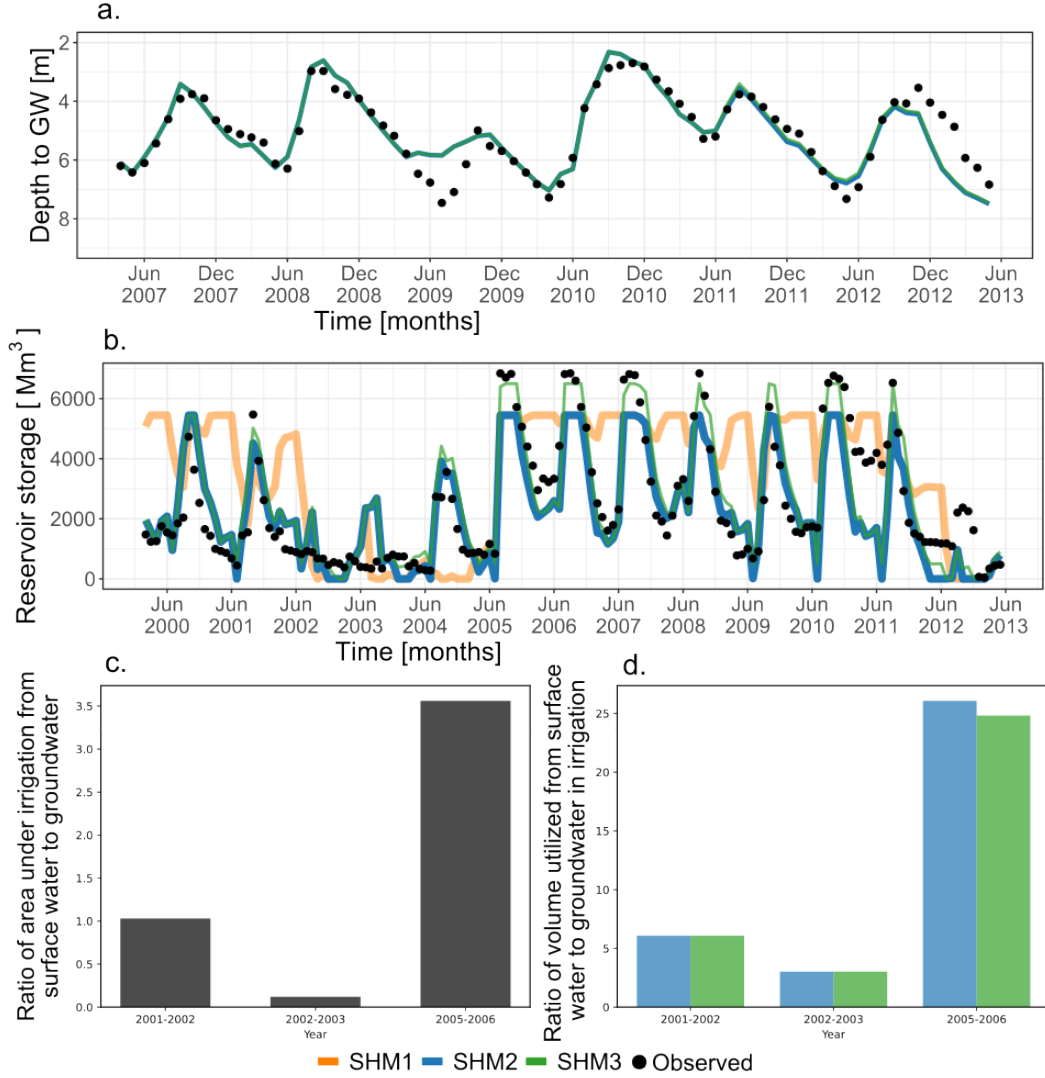 a.
Depth to GW [m]
2
4
6
8
Jun Dec Jun Dec Jun Dec Jun Dec Jun Dec Jun Dec Jun
2007 2007 2008 2008 2009 2009 2010 2010 2011 2011 2012 2012 2013
Time [months]
b.
Reservoir storage [ Mm³ ]
6000
4000
2000
0
Jun Jun Jun Jun Jun Jun Jun Jun Jun Jun Jun Jun Jun Jun
2000 2001 2002 2003 2004 2005 2006 2007 2008 2009 2010 2011 2012 2013
Time [months]
c.
Ratio of area under irrigation from
surface water to groundwater
3.5
3.0
2.5
2.0
1.5
1.0
0.5
0.0
2001-2002 2002-2003 2005-2006
Year
d.
Ratio of volume utilized from surface
water to groundwater in irrigation
25
20
15
10
5
0
2001-2002 2002-2003 2005-2006
Year
SHM1 SHM2 SHM3 Observed